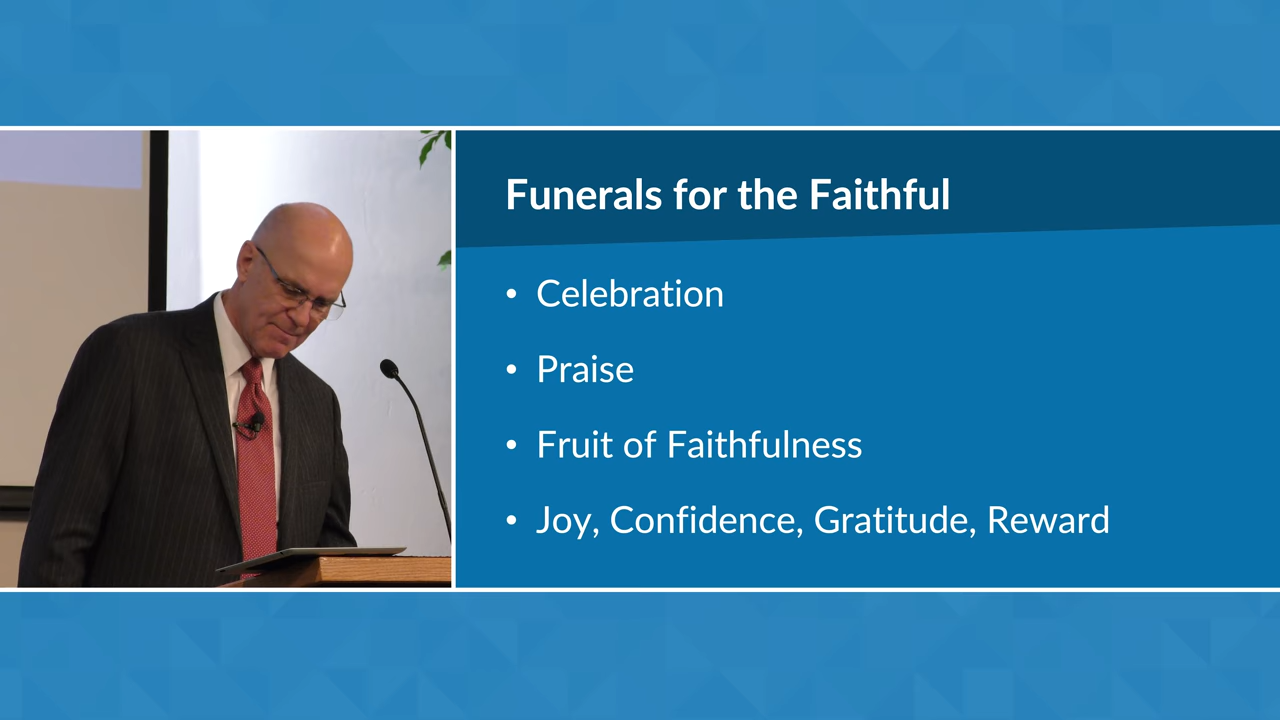 Funerals for the Faithful
• Celebration
• Praise
• Fruit of Faithfulness
• Joy, Confidence, Gratitude, Reward